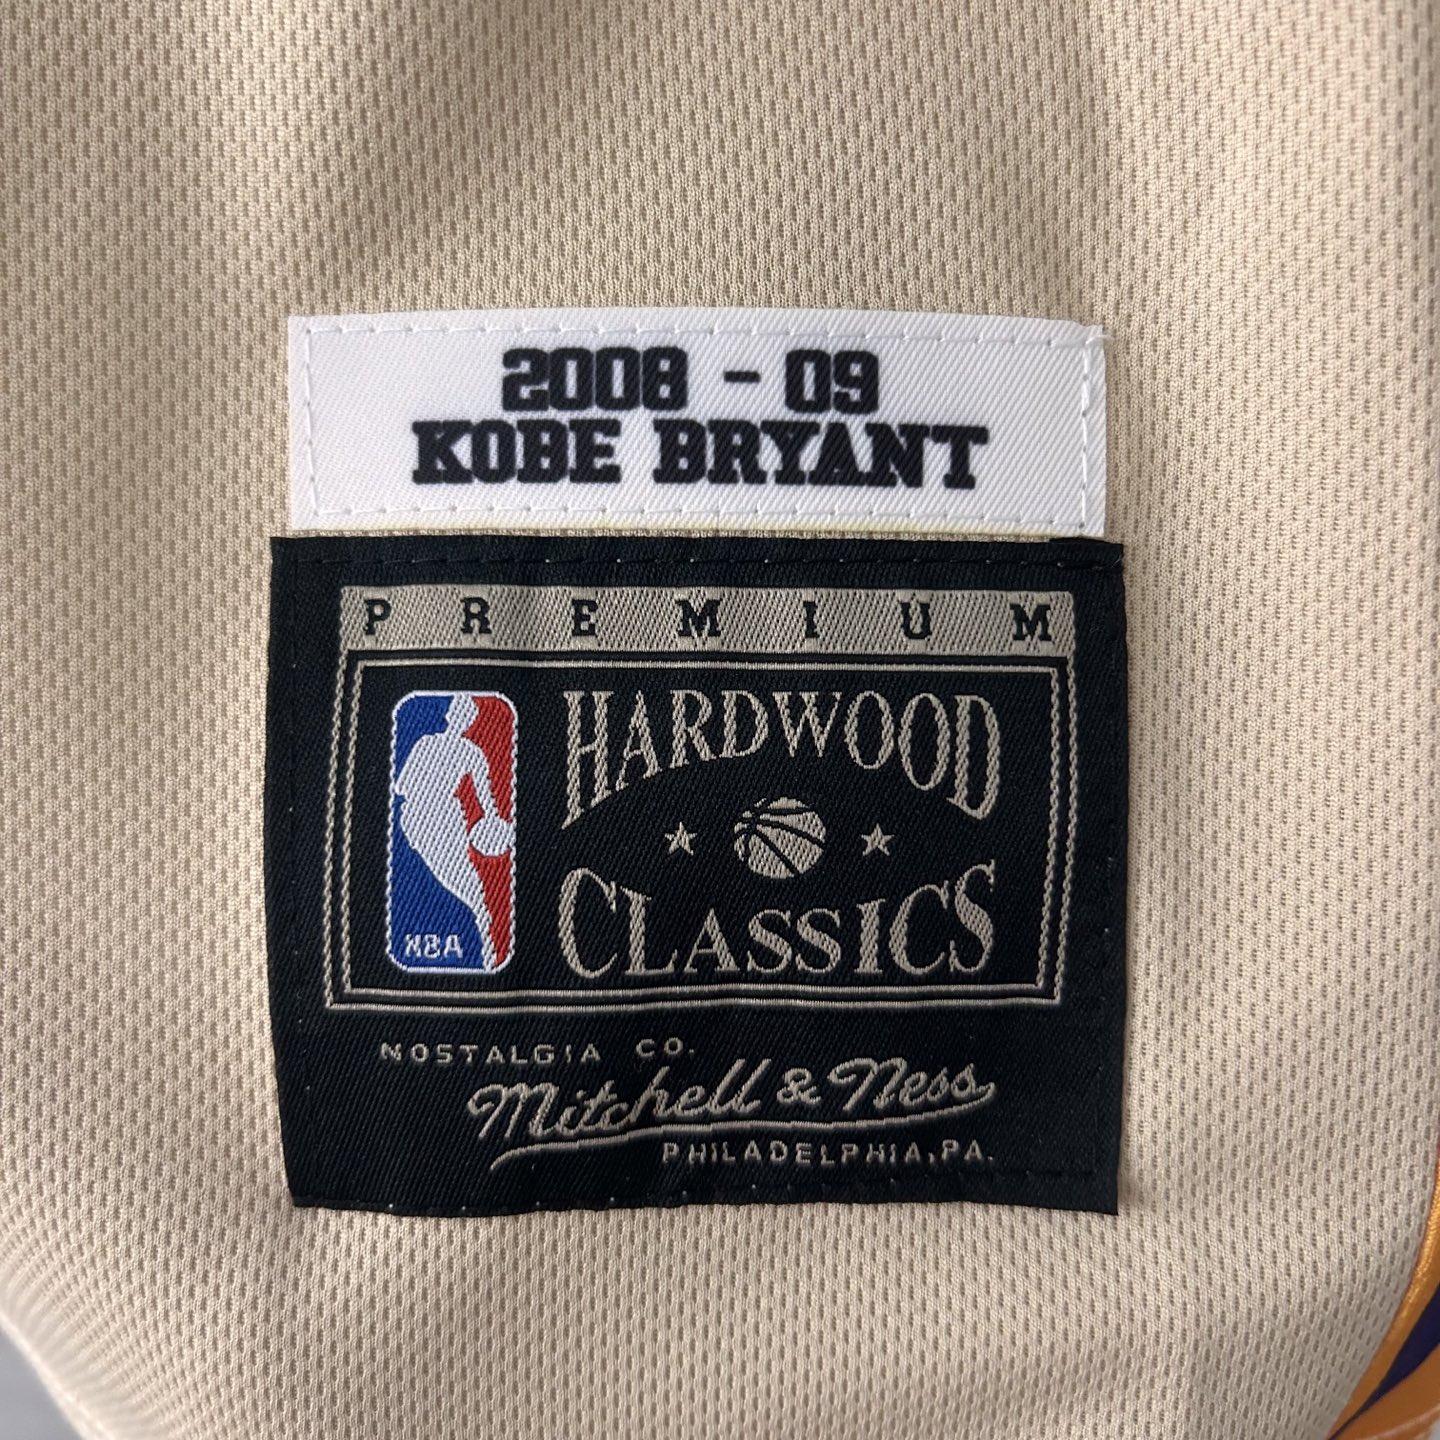 2008 - 09
KOBE BRYANT
PREMIUM
HARDWOOD
CLASSICS
NBA
NOSTALGIA CO.
Mitchell & Ness
PHILADELPHIA, PA.